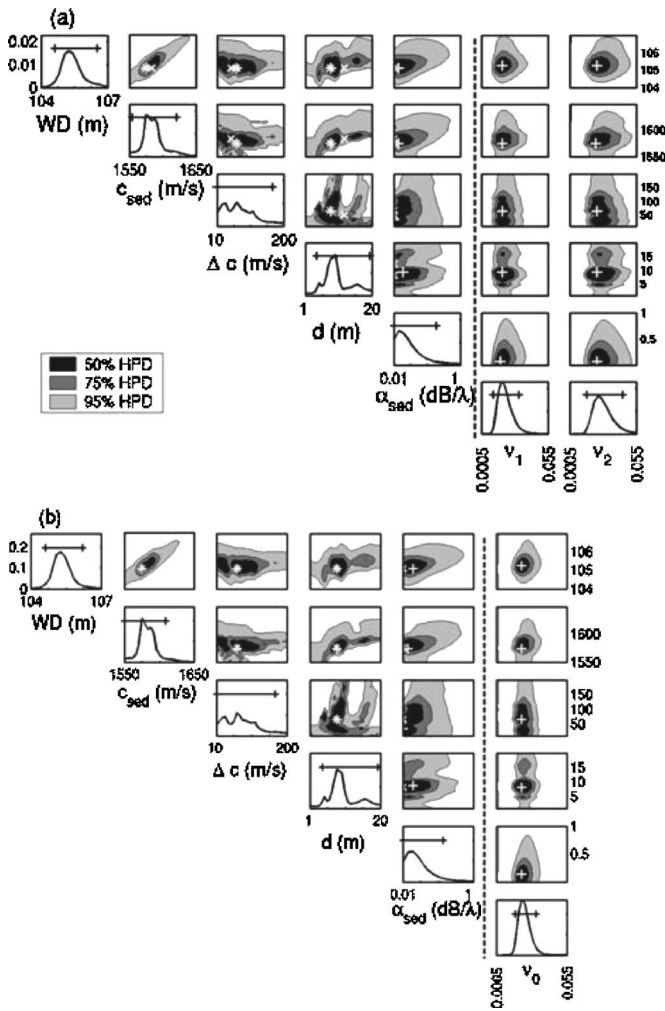 (a)
0.02
0.01
0
104 107
WD (m)
106
105
104
1550 1650
c_sed (m/s)
1600
1550
10 200
Δ c (m/s)
150
100
50
1 20
d (m)
15
10
5
0.01 1
α_sed (dB/λ)
1
0.5
50% HPD
75% HPD
95% HPD
0.0005 0.055
ν_1
0.0005 0.055
ν_2
(b)
0.2
0.1
0
104 107
WD (m)
106
105
104
1550 1650
c_sed (m/s)
1600
1550
10 200
Δ c (m/s)
150
100
50
1 20
d (m)
15
10
5
0.01 1
α_sed (dB/λ)
1
0.5
0.0005 0.055
ν_0